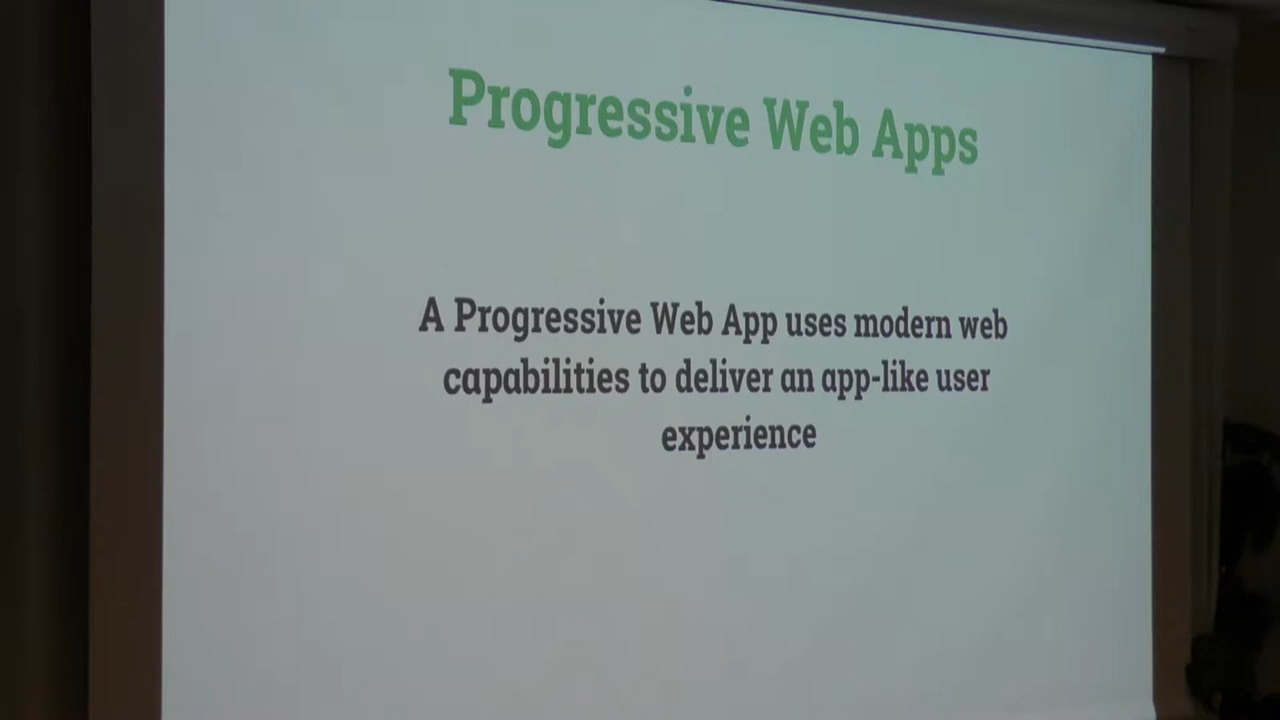 Progressive Web Apps
A Progressive Web App uses modern web
capabilities to deliver an app-like user
experience